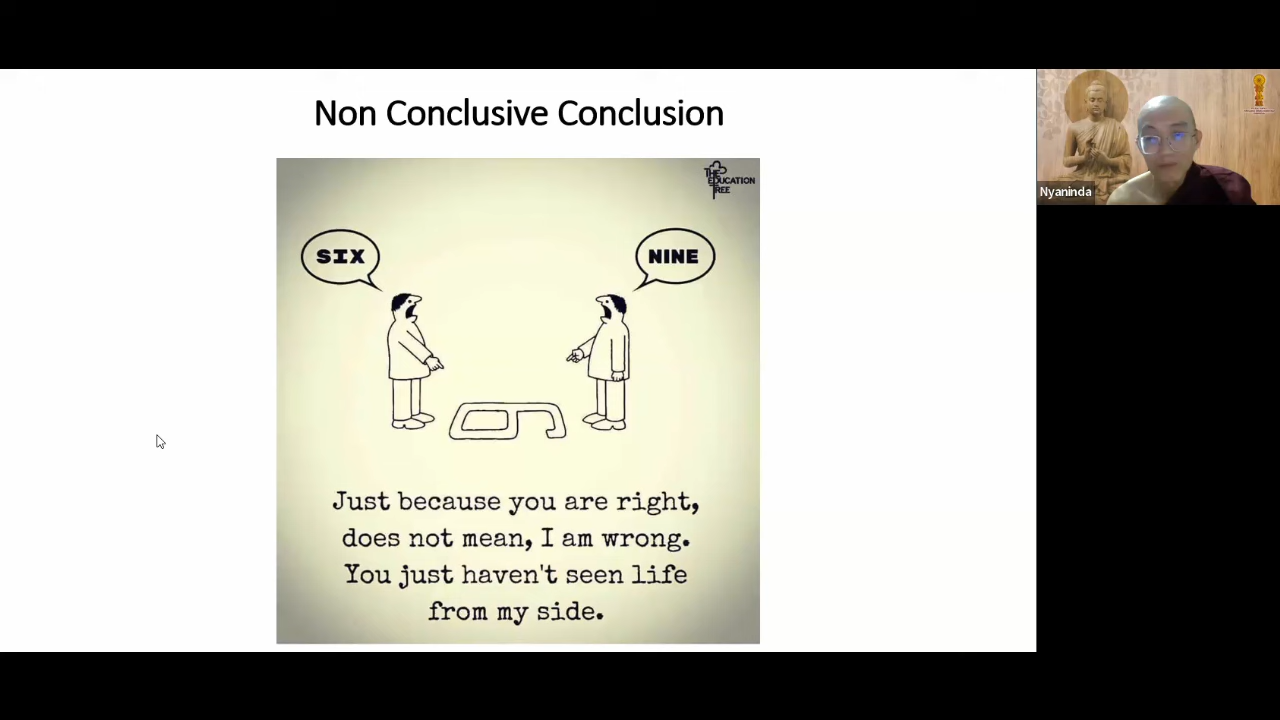 Non Conclusive Conclusion
THE
EDUCATION
TREE
SIX
NINE
Just because you are right,
does not mean, I am wrong.
You just haven't seen life
from my side.
Nyaninda